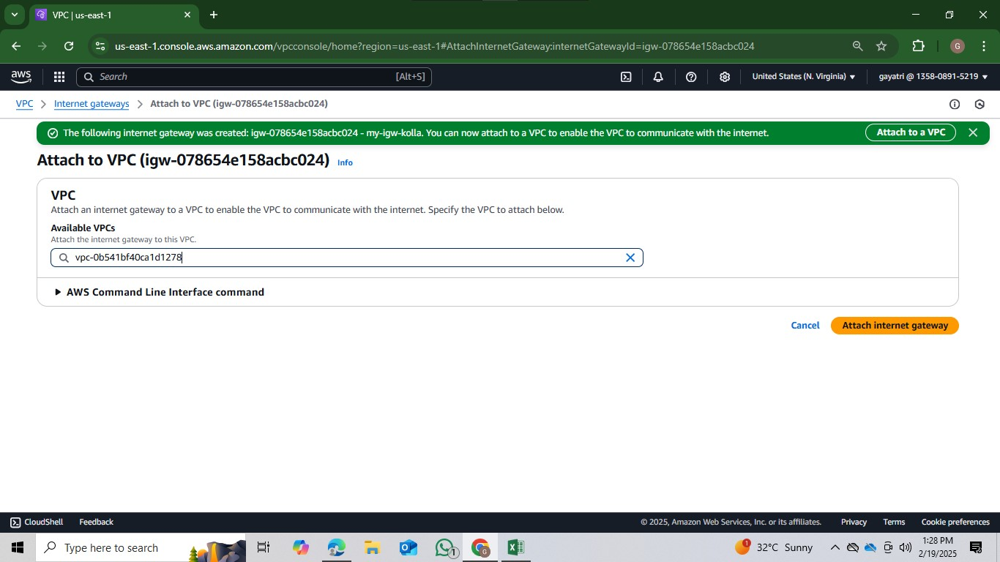 VPC | us-east-1
us-east-1.console.aws.amazon.com/vpcconsole/home?region=us-east-1#AttachInternetGateway:internetGatewayId=igw-078654e158acbc024
G
aws
Search
[Alt+S]
United States (N. Virginia)
gayatri @ 1358-0891-5219
VPC > Internet gateways > Attach to VPC (igw-078654e158acbc024)
The following internet gateway was created: igw-078654e158acbc024 - my-igw-kolla. You can now attach to a VPC to enable the VPC to communicate with the internet.
Attach to a VPC
Attach to VPC (igw-078654e158acbc024) Info
VPC
Attach an internet gateway to a VPC to enable the VPC to communicate with the internet. Specify the VPC to attach below.
Available VPCs
Attach the internet gateway to this VPC.
vpc-0b541bf40ca1d1278
AWS Command Line Interface command
Cancel
Attach internet gateway
CloudShell
Feedback
© 2025, Amazon Web Services, Inc. or its affiliates.
Privacy
Terms
Cookie preferences
Type here to search
G
1
1
32°C Sunny
1:28 PM
2/19/2025